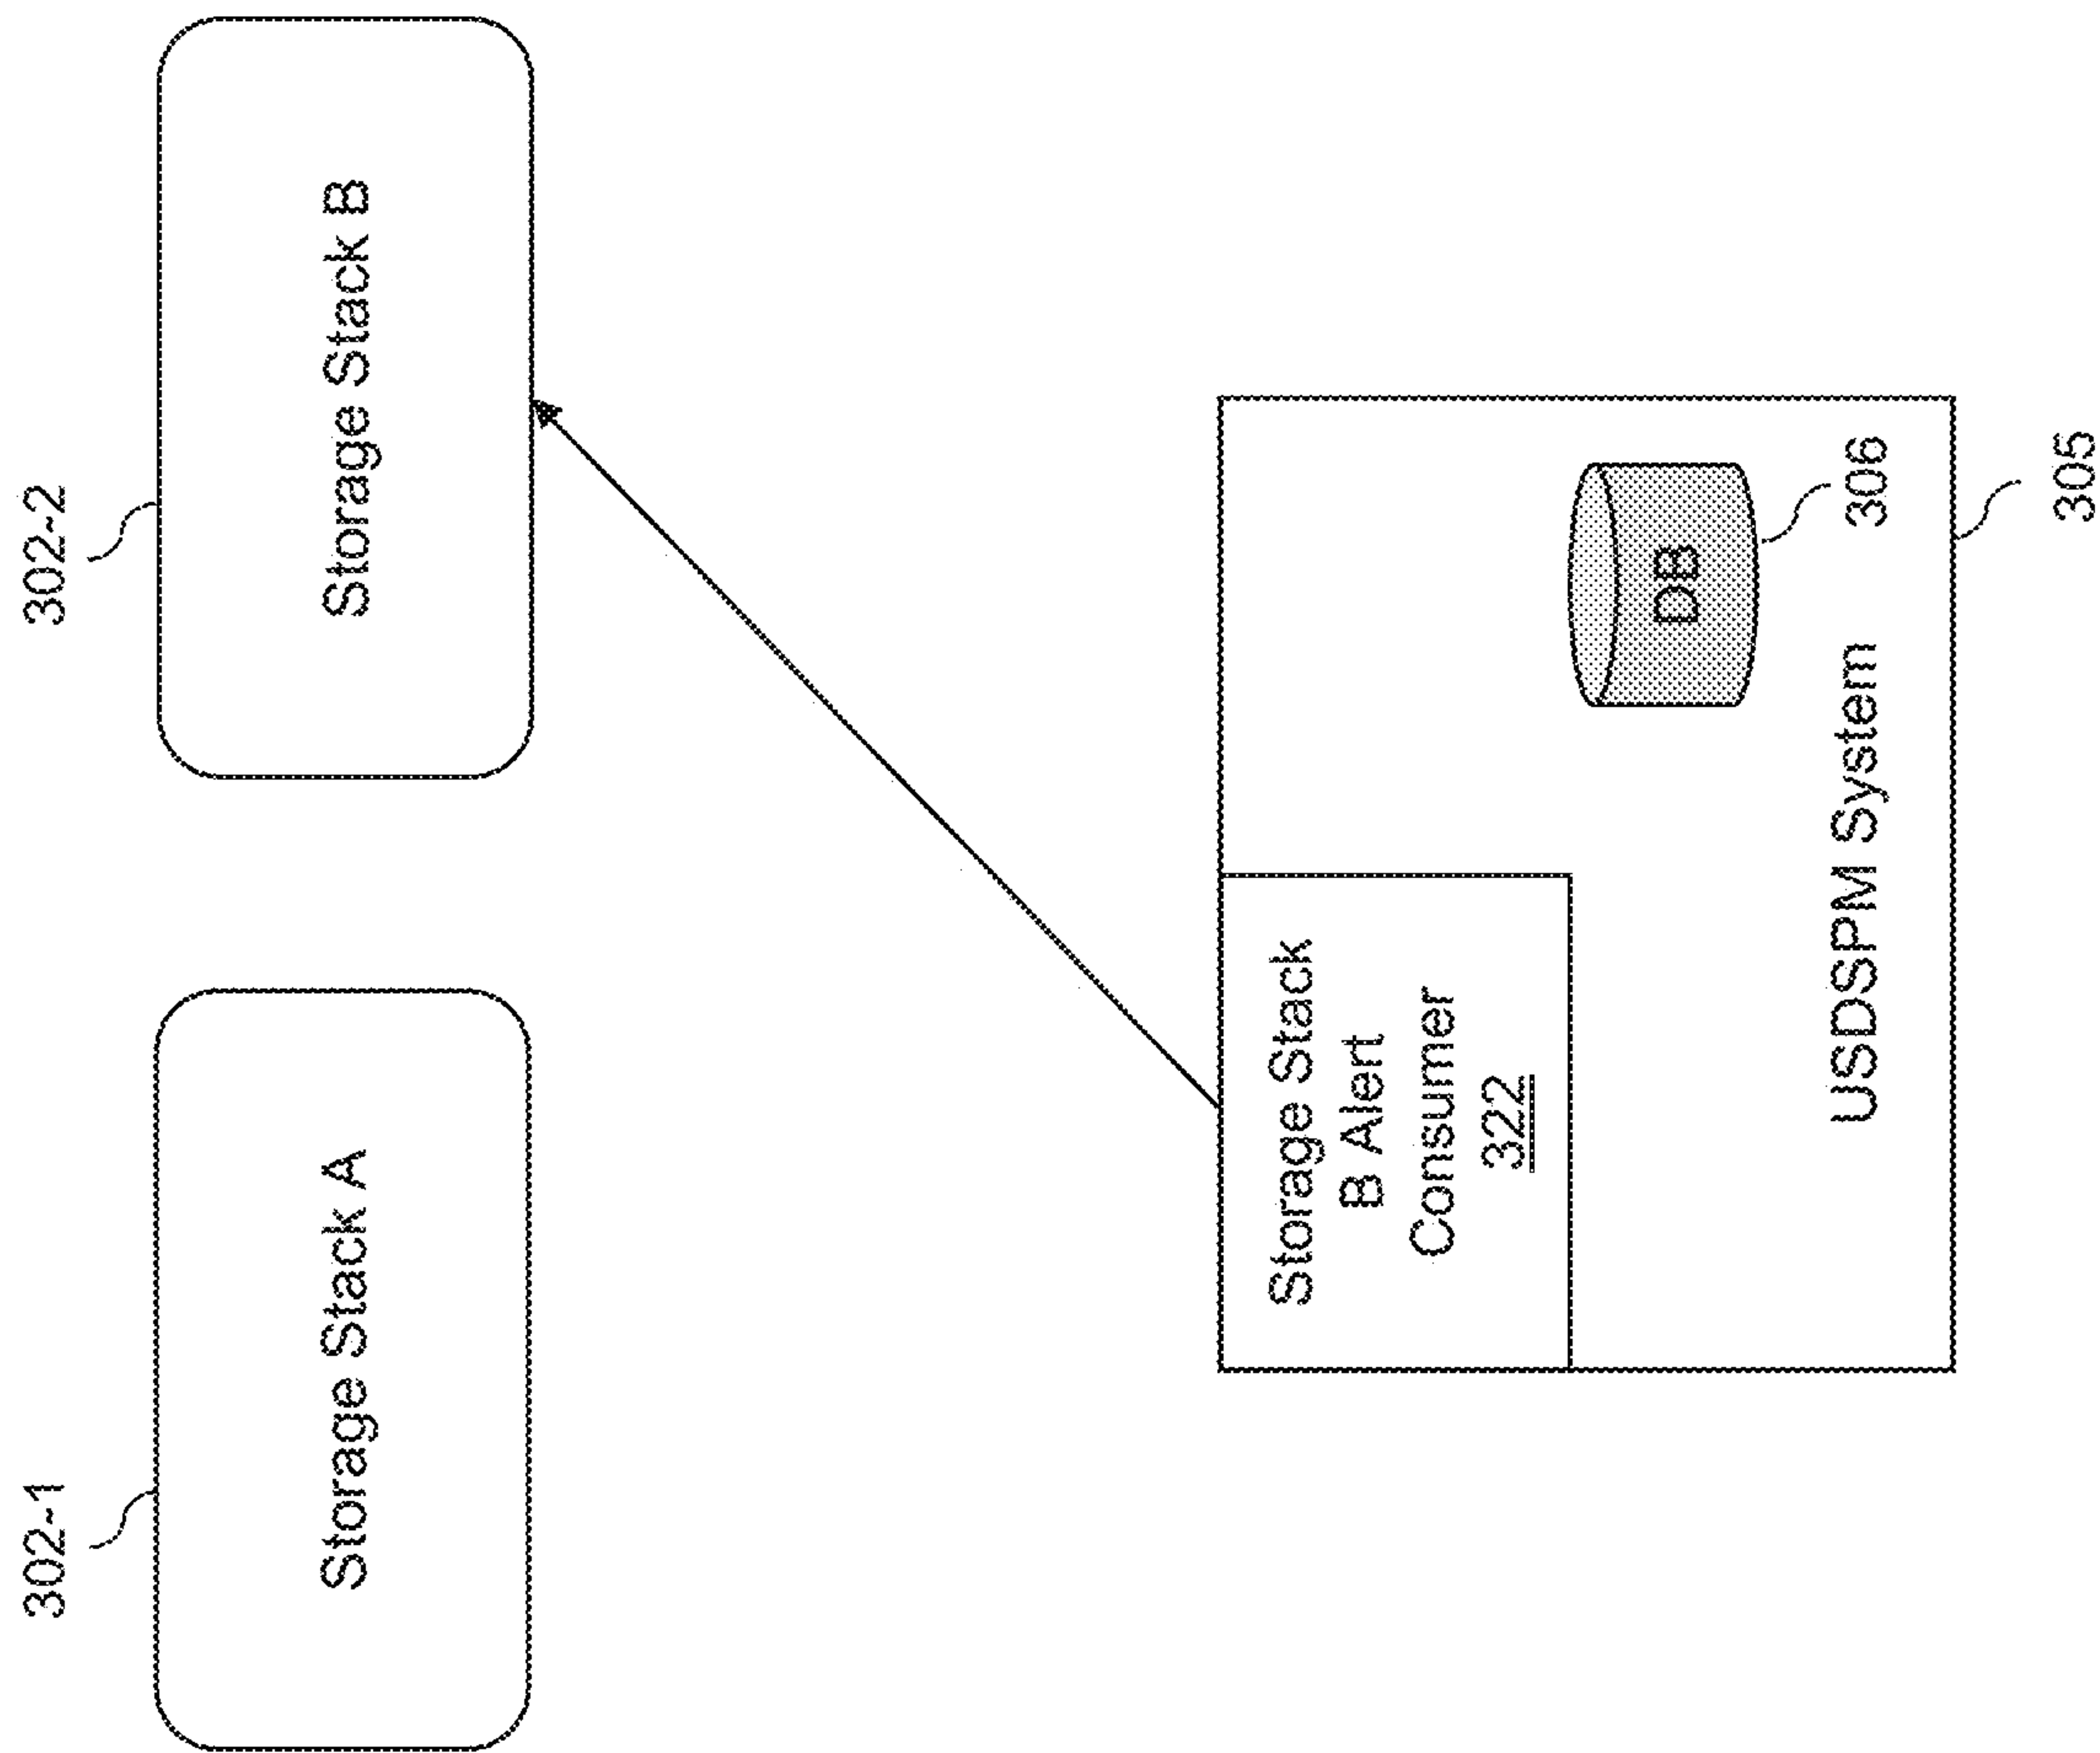 302-1
302-2
Storage Stack A
Storage Stack B
Storage Stack
B Alert
Consumer
322
DB
306
USDSPM System
305